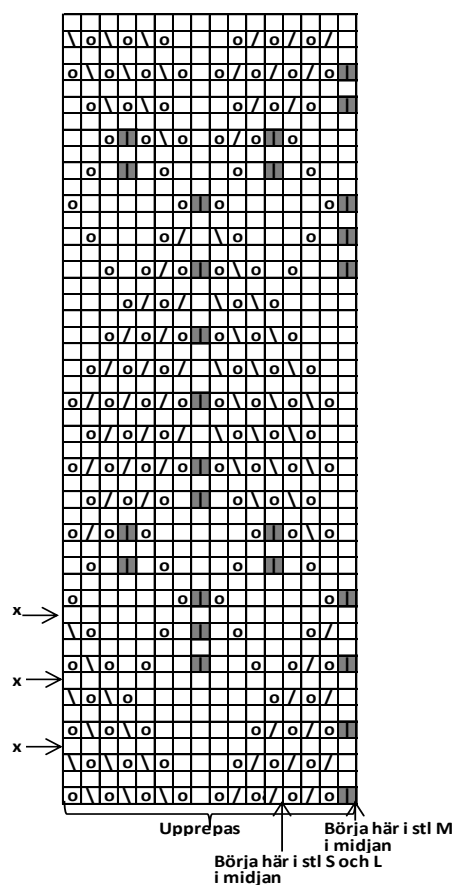 x
x
x
Upprepas
Börja här i stl M
i midjan
Börja här i stl S och L
i midjan